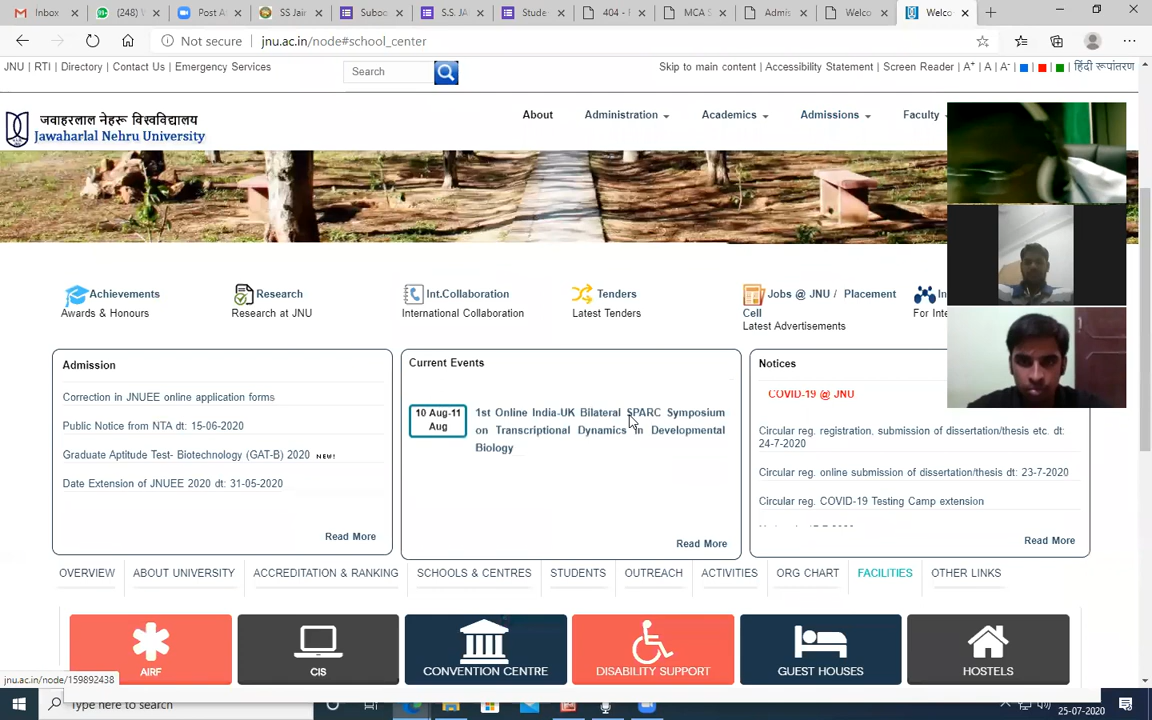 Inbox
(248) W
Post At
SS Jain
Suboc
S.S. JA
Stude
404 - F
MCA S
Admis
Welco
Welco
Not secure
jnu.ac.in/node#school_center
JNU | RTI | Directory | Contact Us | Emergency Services
Search
Skip to main content | Accessibility Statement | Screen Reader | A+ | A | A- |
हिंदी रूपांतरण
जवाहरलाल नेहरू विश्वविद्यालय
Jawaharlal Nehru University
About
Administration
Academics
Admissions
Faculty
Achievements
Awards & Honours
Research
Research at JNU
Int.Collaboration
International Collaboration
Tenders
Latest Tenders
Jobs @ JNU / Placement
Cell
Latest Advertisements
In
For Inte
Admission
Correction in JNUEE online application forms
Public Notice from NTA dt: 15-06-2020
Graduate Aptitude Test- Biotechnology (GAT-B) 2020 NEW!
Date Extension of JNUEE 2020 dt: 31-05-2020
Read More
Current Events
10 Aug-11
Aug
1st Online India-UK Bilateral SPARC Symposium
on Transcriptional Dynamics in Developmental
Biology
Read More
Notices
COVID-19 @ JNU
Circular reg. registration, submission of dissertation/thesis etc. dt:
24-7-2020
Circular reg. online submission of dissertation/thesis dt: 23-7-2020
Circular reg. COVID-19 Testing Camp extension
Read More
OVERVIEW
ABOUT UNIVERSITY
ACCREDITATION & RANKING
SCHOOLS & CENTRES
STUDENTS
OUTREACH
ACTIVITIES
ORG CHART
FACILITIES
OTHER LINKS
AIRF
CIS
CONVENTION CENTRE
DISABILITY SUPPORT
GUEST HOUSES
HOSTELS
jnu.ac.in/node/159892438
Type here to search
25-07-2020